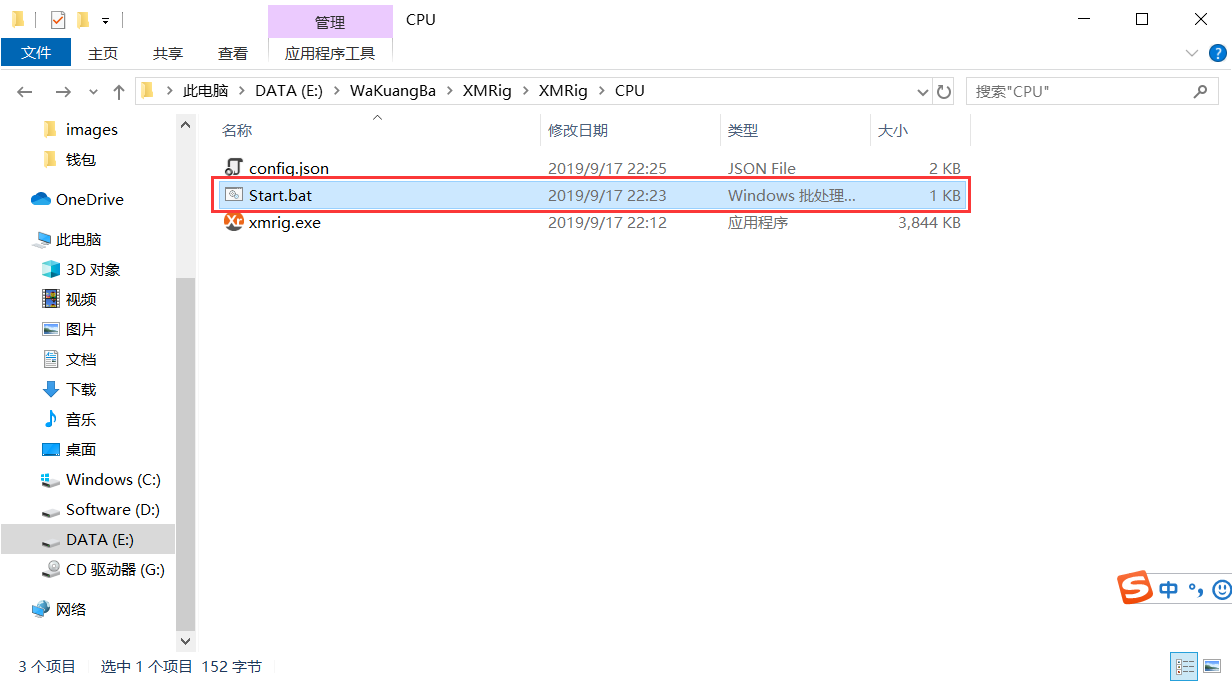 管理
CPU
文件
主页
共享
查看
应用程序工具
此电脑
DATA (E:)
WaKuangBa
XMRig
XMRig
CPU
搜索"CPU"
images
钱包
OneDrive
此电脑
3D 对象
视频
图片
文档
下载
音乐
桌面
Windows (C:)
Software (D:)
DATA (E:)
CD 驱动器 (G:)
网络
名称 修改日期 类型 大小
config.json 2019/9/17 22:25 JSON File 2 KB
Start.bat 2019/9/17 22:23 Windows 批处理... 1 KB
xmrig.exe 2019/9/17 22:12 应用程序 3,844 KB
S 中 °,
3 个项目 选中 1 个项目 152 字节